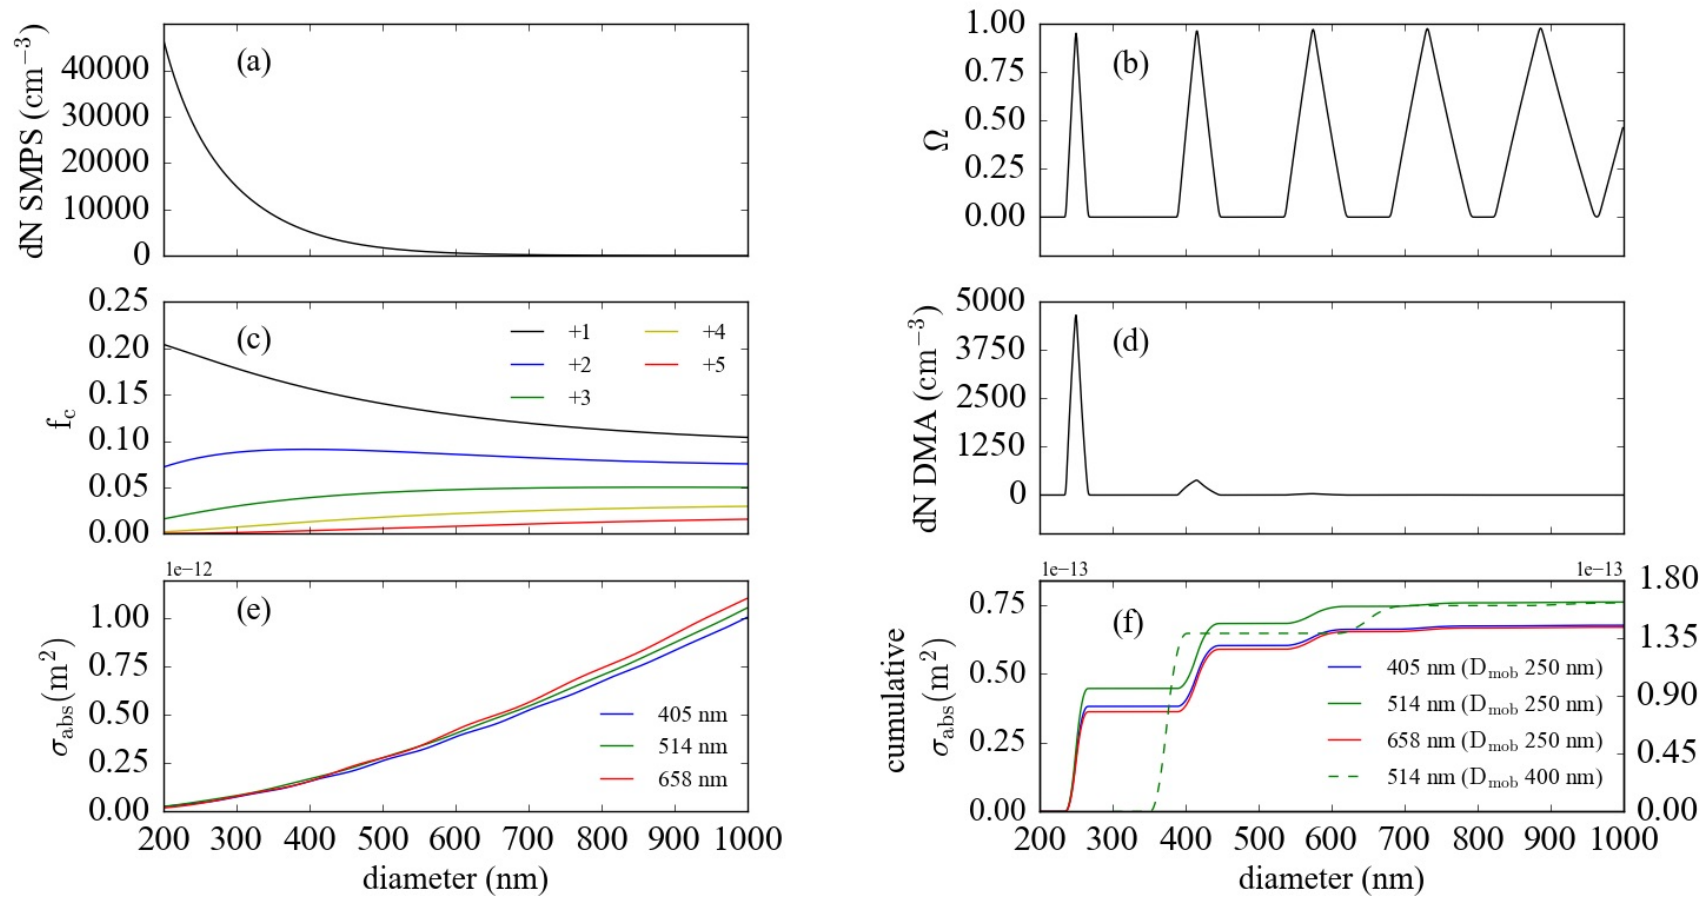 (a)
dN SMPS (cm⁻³)
40000
30000
20000
10000
0
(b)
Ω
1.00
0.75
0.50
0.25
0.00
(c)
f_c
0.25
0.20
0.15
0.10
0.05
0.00
+1
+2
+3
+4
+5
(d)
dN DMA (cm⁻³)
5000
3750
2500
1250
0
(e)
1e−12
σ_abs(m²)
1.00
0.75
0.50
0.25
0.00
405 nm
514 nm
658 nm
200 300 400 500 600 700 800 900 1000
diameter (nm)
(f)
1e−13
1e−13
cumulative
σ_abs(m²)
0.75
0.50
0.25
0.00
1.80
1.35
0.90
0.45
0.00
405 nm (D_mob 250 nm)
514 nm (D_mob 250 nm)
658 nm (D_mob 250 nm)
514 nm (D_mob 400 nm)
200 300 400 500 600 700 800 900 1000
diameter (nm)